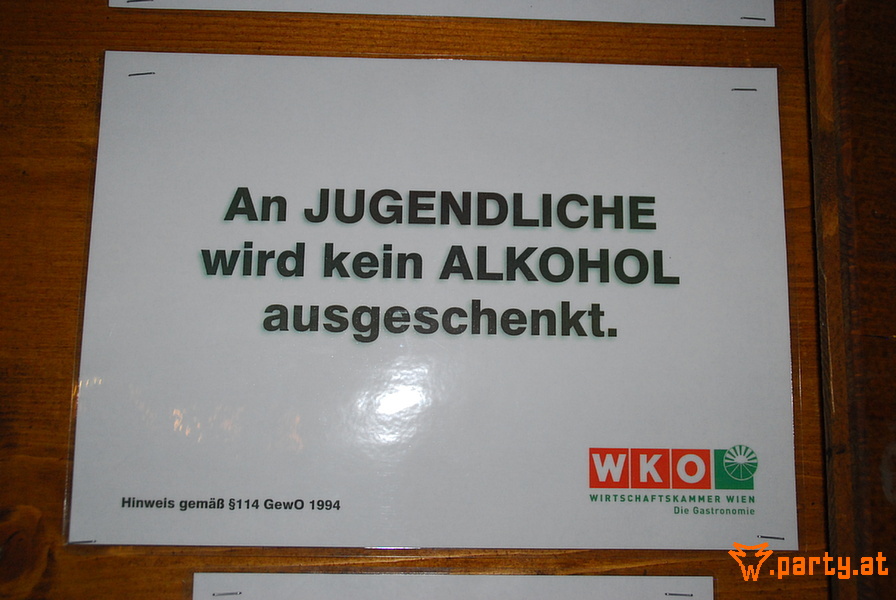 An JUGENDLICHE
wird kein ALKOHOL
ausgeschenkt.
Hinweis gemäß §114 GewO 1994
WKO
WIRTSCHAFTSKAMMER WIEN
Die Gastronomie
.party.at